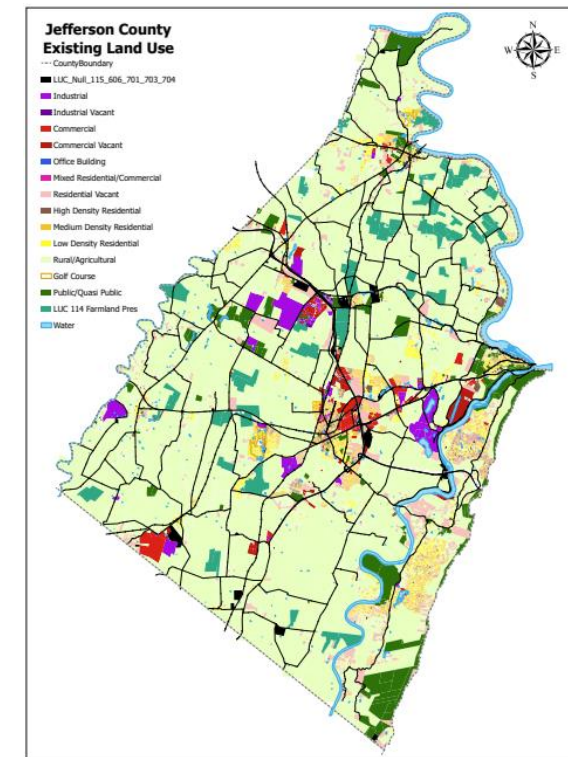 Jefferson County
Existing Land Use
CountyBoundary
LUC_Null_115_606_701_703_704
Industrial
Industrial Vacant
Commercial
Commercial Vacant
Office Building
Mixed Residential/Commercial
Residential Vacant
High Density Residential
Medium Density Residential
Low Density Residential
Rural/Agricultural
Golf Course
Public/Quasi Public
LUC 114 Farmland Pres
Water
N
W E
S